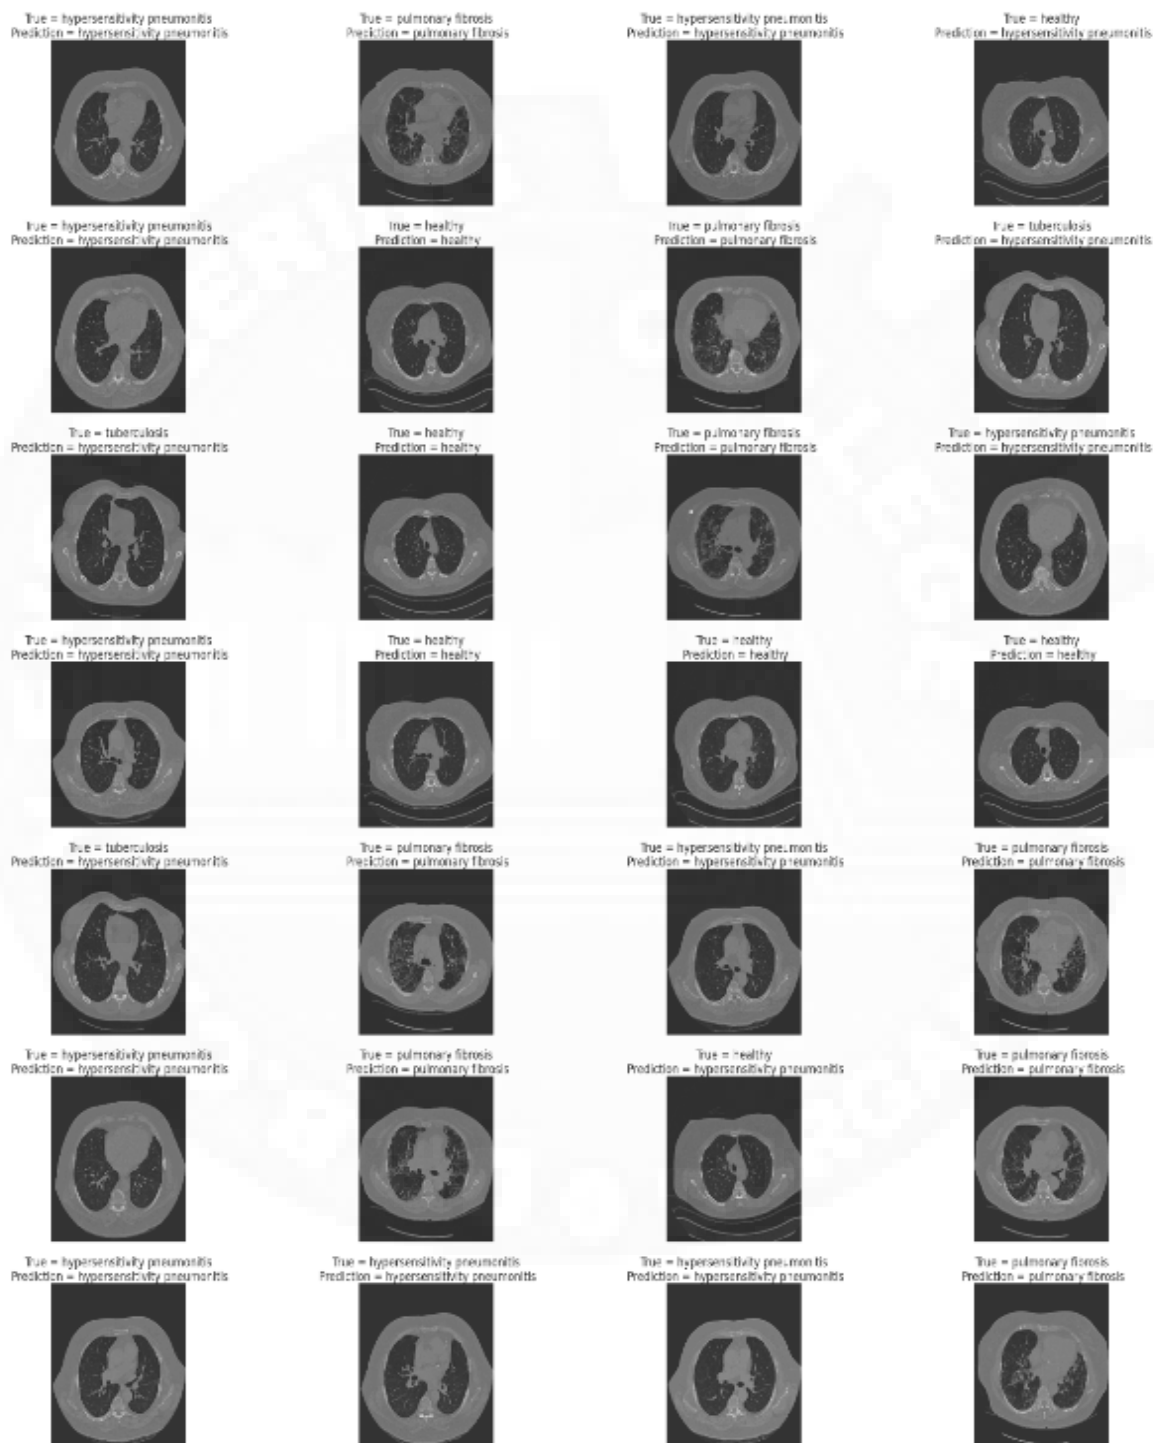 True = hypersensitivity pneumonitis
Prediction = hypersensitivity pneumonitis
True = pulmonary fibrosis
Prediction = pulmonary fibrosis
True = hypersensitivity pneumonitis
Prediction = hypersensitivity pneumonitis
True = healthy
Prediction = hypersensitivity pneumonitis
True = hypersensitivity pneumonitis
Prediction = hypersensitivity pneumonitis
True = healthy
Prediction = healthy
True = pulmonary fibrosis
Prediction = pulmonary fibrosis
True = tuberculosis
Prediction = hypersensitivity pneumonitis
True = tuberculosis
Prediction = hypersensitivity pneumonitis
True = healthy
Prediction = healthy
True = pulmonary fibrosis
Prediction = pulmonary fibrosis
True = hypersensitivity pneumonitis
Prediction = hypersensitivity pneumonitis
True = hypersensitivity pneumonitis
Prediction = hypersensitivity pneumonitis
True = healthy
Prediction = healthy
True = healthy
Prediction = healthy
True = healthy
Prediction = healthy
True = tuberculosis
Prediction = hypersensitivity pneumonitis
True = pulmonary fibrosis
Prediction = pulmonary fibrosis
True = hypersensitivity pneumonitis
Prediction = hypersensitivity pneumonitis
True = pulmonary fibrosis
Prediction = pulmonary fibrosis
True = hypersensitivity pneumonitis
Prediction = hypersensitivity pneumonitis
True = pulmonary fibrosis
Prediction = pulmonary fibrosis
True = healthy
Prediction = hypersensitivity pneumonitis
True = pulmonary fibrosis
Prediction = pulmonary fibrosis
True = hypersensitivity pneumonitis
Prediction = hypersensitivity pneumonitis
True = hypersensitivity pneumonitis
Prediction = hypersensitivity pneumonitis
True = hypersensitivity pneumonitis
Prediction = hypersensitivity pneumonitis
True = pulmonary fibrosis
Prediction = pulmonary fibrosis